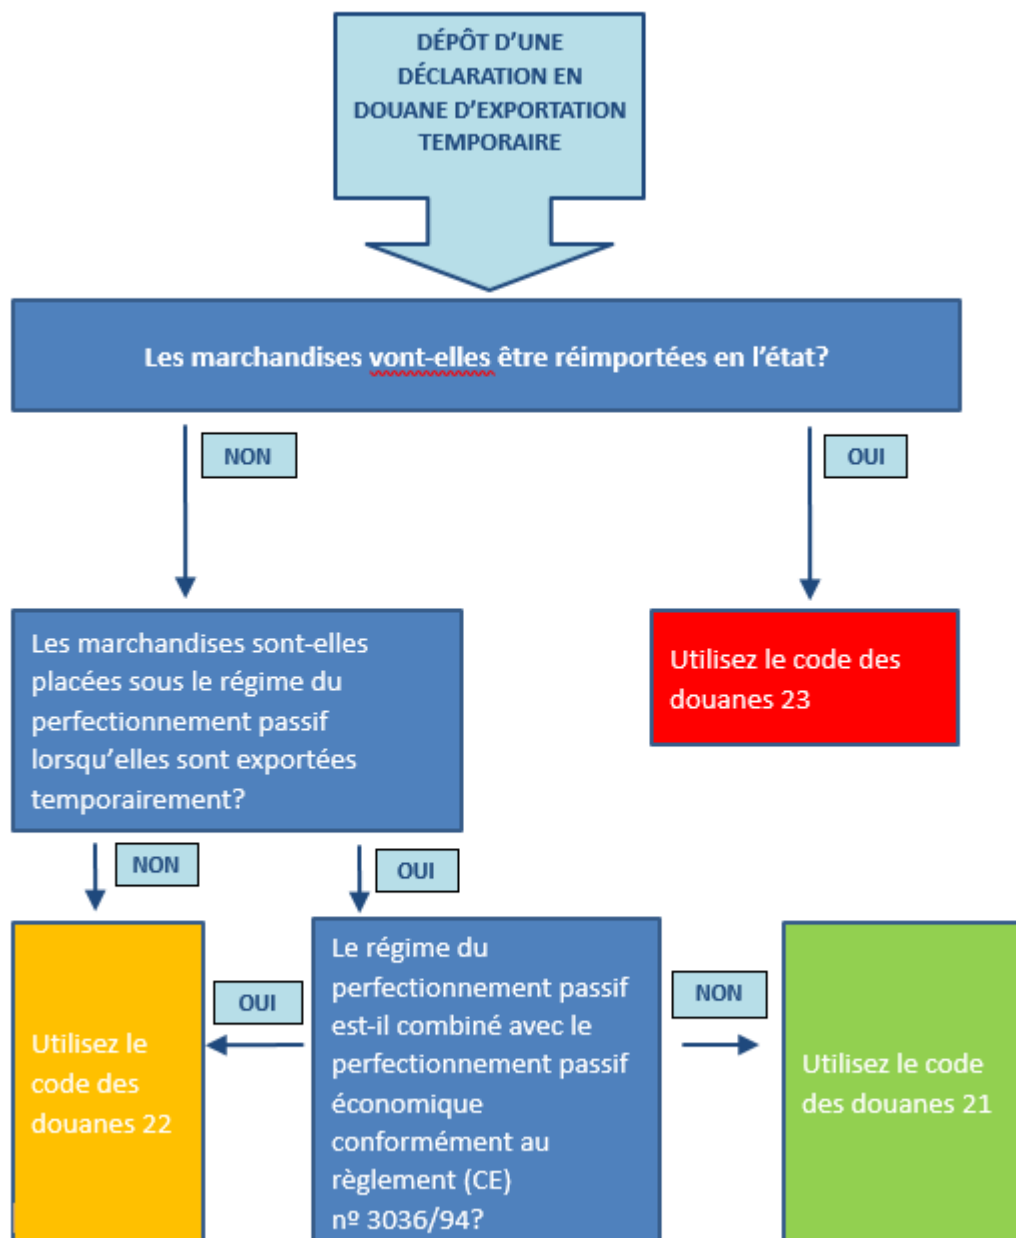 DÉPÔT D’UNE
DÉCLARATION EN
DOUANE D’EXPORTATION
TEMPORAIRE
Les marchandises vont-elles être réimportées en l’état?
NON
OUI
Les marchandises sont-elles
placées sous le régime du
perfectionnement passif
lorsqu’elles sont exportées
temporairement?
Utilisez le code des
douanes 23
NON
OUI
Utilisez le
code des
douanes 22
OUI
Le régime du
perfectionnement passif
est-il combiné avec le
perfectionnement passif
économique
conformément au
règlement (CE)
nº 3036/94?
NON
Utilisez le code
des douanes 21